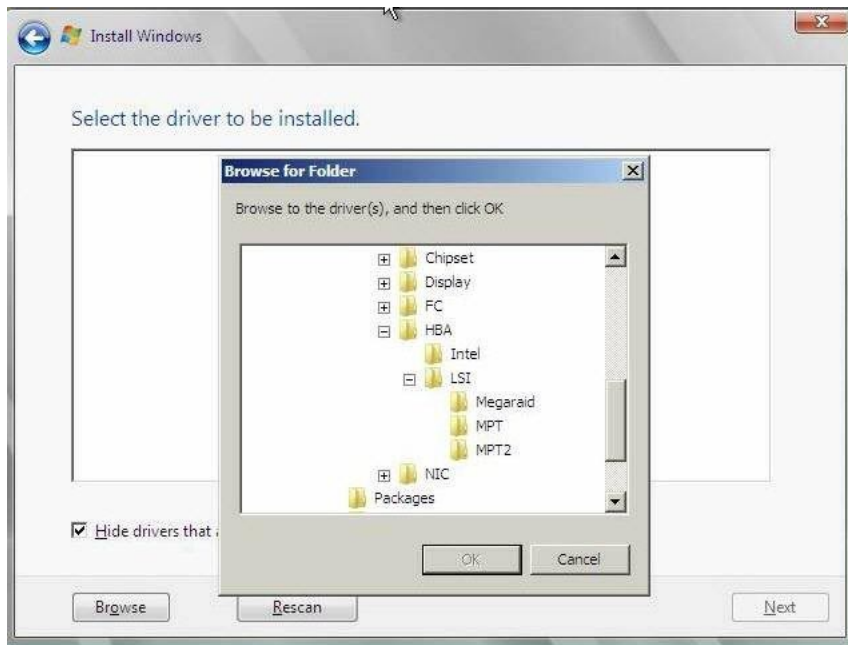 Install Windows
Select the driver to be installed.
Browse for Folder
Browse to the driver(s), and then click OK
Chipset
Display
FC
HBA
Intel
LSI
Megaraid
MPT
MPT2
NIC
Packages
Hide drivers that
OK
Cancel
Browse
Rescan
Next